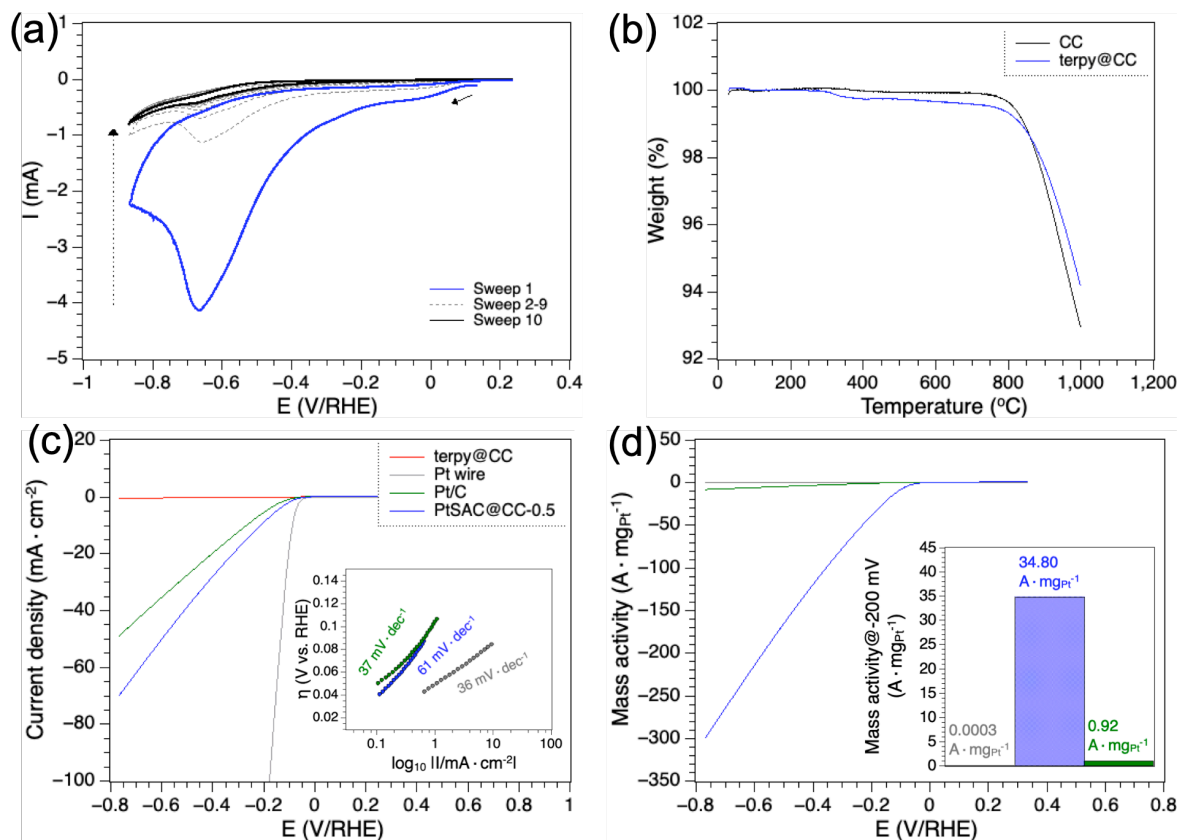 (a)
1
0
−1
−2
−3
−4
−5
I (mA)
Sweep 1
Sweep 2-9
Sweep 10
−1
−0.8
−0.6
−0.4
−0.2
0
0.2
0.4
E (V/RHE)
(b)
102
100
98
96
94
92
Weight (%)
CC
terpy@CC
0
200
400
600
800
1,000
1,200
Temperature (ºC)
(c)
20
0
−20
−40
−60
−80
−100
Current density (mA · cm⁻²)
terpy@CC
Pt wire
Pt/C
PtSAC@CC-0.5
0.14
0.12
0.1
0.08
0.06
0.04
0.02
η (V vs. RHE)
37 mV · dec⁻¹
61 mV · dec⁻¹
36 mV · dec⁻¹
0.1
1
10
100
log₁₀ |I/mA · cm⁻²|
−0.8
−0.6
−0.4
−0.2
0
0.2
0.4
0.6
0.8
1
E (V/RHE)
(d)
50
0
−50
−100
−150
−200
−250
−300
−350
Mass activity (A · mgPt⁻¹)
Mass activity@-200 mV
(A · mgPt⁻¹)
45
40
35
30
25
20
15
10
5
0
34.80
A · mgPt⁻¹
0.0003
A · mgPt⁻¹
0.92
A · mgPt⁻¹
−0.8
−0.6
−0.4
−0.2
0
0.2
0.4
0.6
0.8
E (V/RHE)